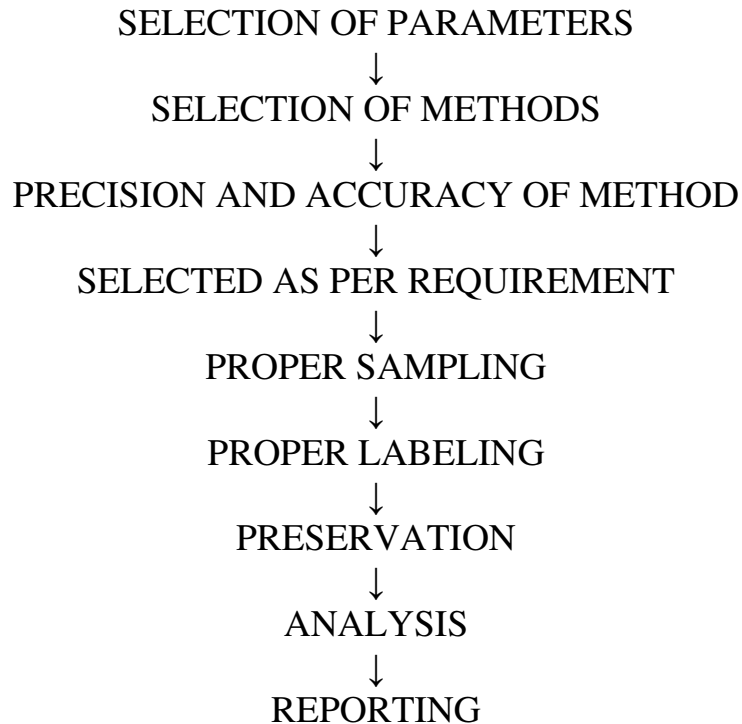 SELECTION OF PARAMETERS
↓
SELECTION OF METHODS
↓
PRECISION AND ACCURACY OF METHOD
↓
SELECTED AS PER REQUIREMENT
↓
PROPER SAMPLING
↓
PROPER LABELING
↓
PRESERVATION
↓
ANALYSIS
↓
REPORTING